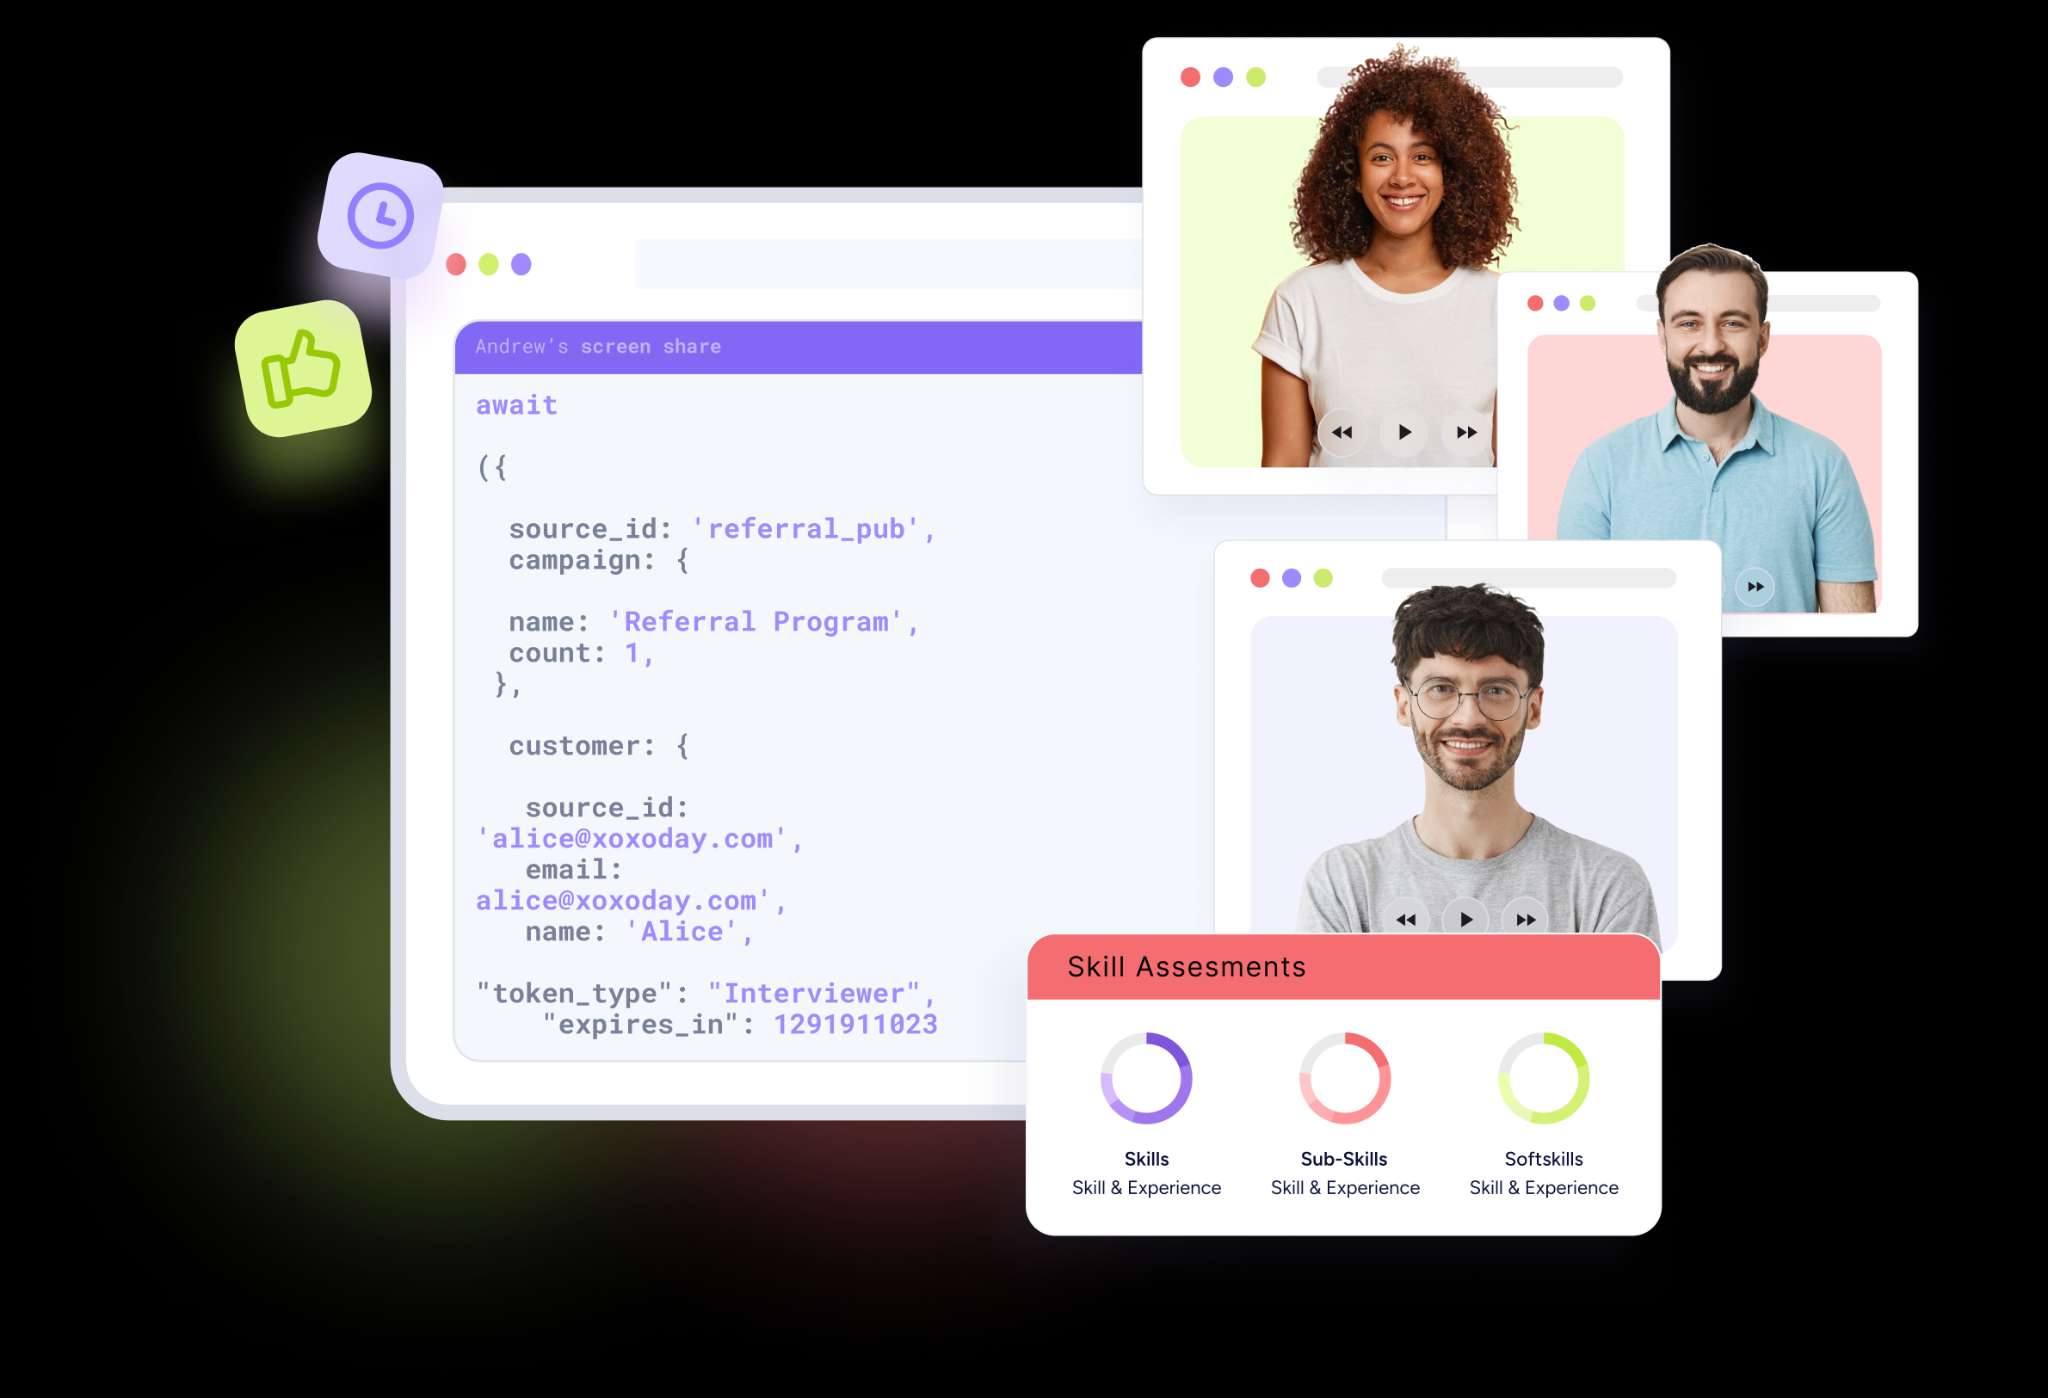 Andrew's screen share
await
({
source_id: 'referral_pub',
campaign: {
name: 'Referral Program',
count: 1,
},
customer: {
source_id:
'alice@xoxoday.com',
email:
alice@xoxoday.com',
name: 'Alice',
"token_type": "Interviewer",
"expires_in": 1291911023
Skill Assesments
Skills
Skill & Experience
Sub-Skills
Skill & Experience
Softskills
Skill & Experience